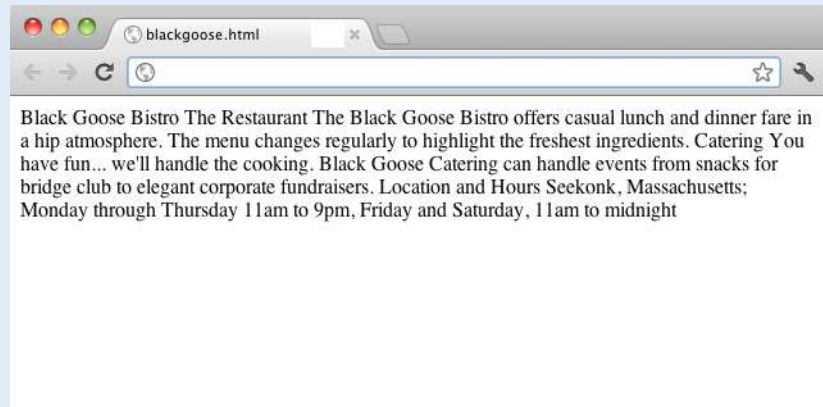 blackgoose.html
Black Goose Bistro The Restaurant The Black Goose Bistro offers casual lunch and dinner fare in
a hip atmosphere. The menu changes regularly to highlight the freshest ingredients. Catering You
have fun... we'll handle the cooking. Black Goose Catering can handle events from snacks for
bridge club to elegant corporate fundraisers. Location and Hours Seekonk, Massachusetts;
Monday through Thursday 11am to 9pm, Friday and Saturday, 11am to midnight